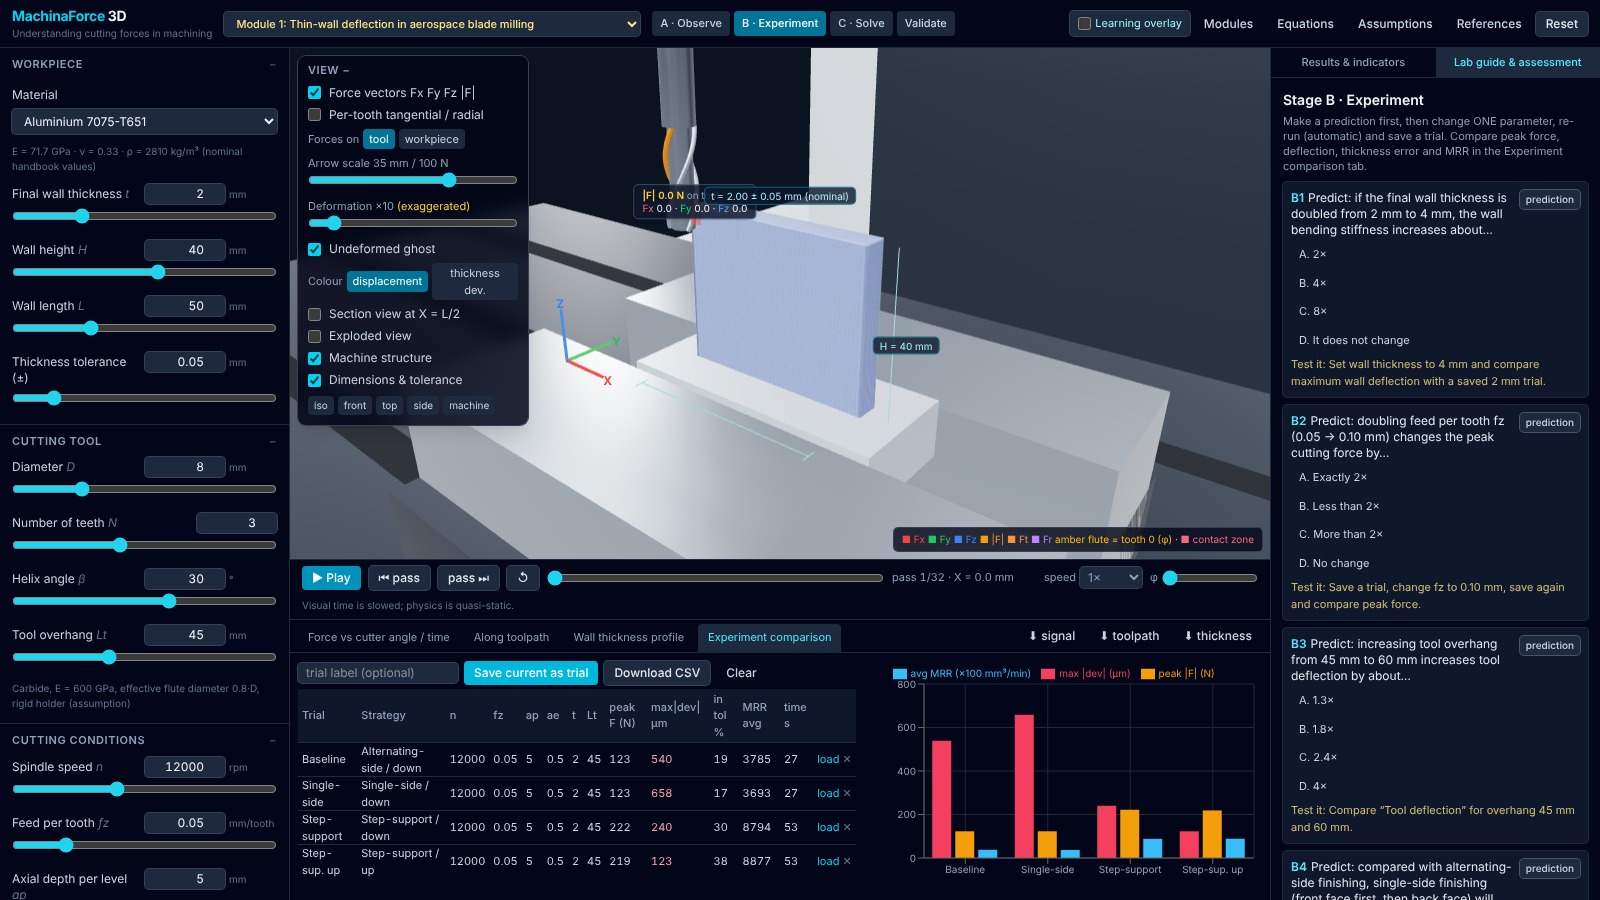 MachinaForce 3D
Understanding cutting forces in machining
Module 1: Thin-wall deflection in aerospace blade milling
A · Observe
B · Experiment
C · Solve
Validate
Learning overlay
Modules
Equations
Assumptions
References
Reset
WORKPIECE
–
Material
Aluminium 7075-T651
E = 71.7 GPa · ν = 0.33 · ρ = 2810 kg/m³ (nominal
handbook values)
Final wall thickness t
2
mm
Wall height H
40
mm
Wall length L
50
mm
Thickness tolerance
(±)
0.05
mm
CUTTING TOOL
–
Diameter D
8
mm
Number of teeth N
3
Helix angle β
30
°
Tool overhang Lt
45
mm
Carbide, E = 600 GPa, effective flute diameter 0.8·D,
rigid holder (assumption)
CUTTING CONDITIONS
–
Spindle speed n
12000
rpm
Feed per tooth fz
0.05
mm/tooth
Axial depth per level
ap
5
mm
VIEW –
Force vectors Fx Fy Fz |F|
Per-tooth tangential / radial
Forces on
tool
workpiece
Arrow scale 35 mm / 100 N
Deformation ×10 (exaggerated)
Undeformed ghost
Colour
displacement
thickness
dev.
Section view at X = L/2
Exploded view
Machine structure
Dimensions & tolerance
iso
front
top
side
machine
|F| 0.0 N on
Fx 0.0 · Fy 0.0 · Fz 0.0
t = 2.00 ± 0.05 mm (nominal)
H = 40 mm
Z
Y
X
Fx Fy Fz |F| Ft Fr amber flute = tooth 0 (φ) · contact zone
▶ Play
⏮ pass
pass ⏭
↺
pass 1/32 · X = 0.0 mm
speed
1×
φ
Visual time is slowed; physics is quasi-static.
Force vs cutter angle / time
Along toolpath
Wall thickness profile
Experiment comparison
⬇ signal
⬇ toolpath
⬇ thickness
trial label (optional)
Save current as trial
Download CSV
Clear
Trial Strategy n fz ap ae t Lt peak F (N) max|dev| µm in tol % MRR avg time s
Baseline Alternating-side / down 12000 0.05 5 0.5 2 45 123 540 19 3785 27 load ×
Single-side Single-side / down 12000 0.05 5 0.5 2 45 123 658 17 3693 27 load ×
Step-support Step-support / down 12000 0.05 5 0.5 2 45 222 240 30 8794 53 load ×
Step-sup. up Step-support / up 12000 0.05 5 0.5 2 45 219 123 38 8877 53 load ×
avg MRR (×100 mm³/min)
max |dev| (µm)
peak |F| (N)
800
600
400
200
0
Baseline
Single-side
Step-support
Step-sup. up
Results & indicators
Lab guide & assessment
Stage B · Experiment
Make a prediction first, then change ONE parameter, re-
run (automatic) and save a trial. Compare peak force,
deflection, thickness error and MRR in the Experiment
comparison tab.
B1 Predict: if the final wall thickness is
doubled from 2 mm to 4 mm, the wall
bending stiffness increases about...
prediction
A. 2×
B. 4×
C. 8×
D. It does not change
Test it: Set wall thickness to 4 mm and compare
maximum wall deflection with a saved 2 mm trial.
B2 Predict: doubling feed per tooth fz
(0.05 → 0.10 mm) changes the peak
cutting force by...
prediction
A. Exactly 2×
B. Less than 2×
C. More than 2×
D. No change
Test it: Save a trial, change fz to 0.10 mm, save again
and compare peak force.
B3 Predict: increasing tool overhang
from 45 mm to 60 mm increases tool
deflection by about...
prediction
A. 1.3×
B. 1.8×
C. 2.4×
D. 4×
Test it: Compare “Tool deflection” for overhang 45 mm
and 60 mm.
B4 Predict: compared with alternating-
side finishing, single-side finishing
(front face first, then back face) will
prediction